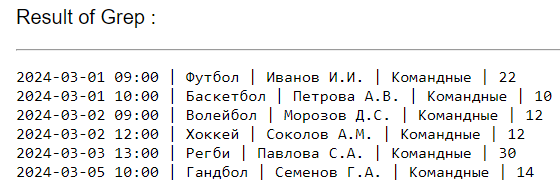 Result of Grep :
2024-03-01 09:00 | Футбол | Иванов И.И. | Командные | 22
2024-03-01 10:00 | Баскетбол | Петрова А.В. | Командные | 10
2024-03-02 09:00 | Волейбол | Морозов Д.С. | Командные | 12
2024-03-02 12:00 | Хоккей | Соколов А.М. | Командные | 12
2024-03-03 13:00 | Регби | Павлова С.А. | Командные | 30
2024-03-05 10:00 | Гандбол | Семенов Г.А. | Командные | 14